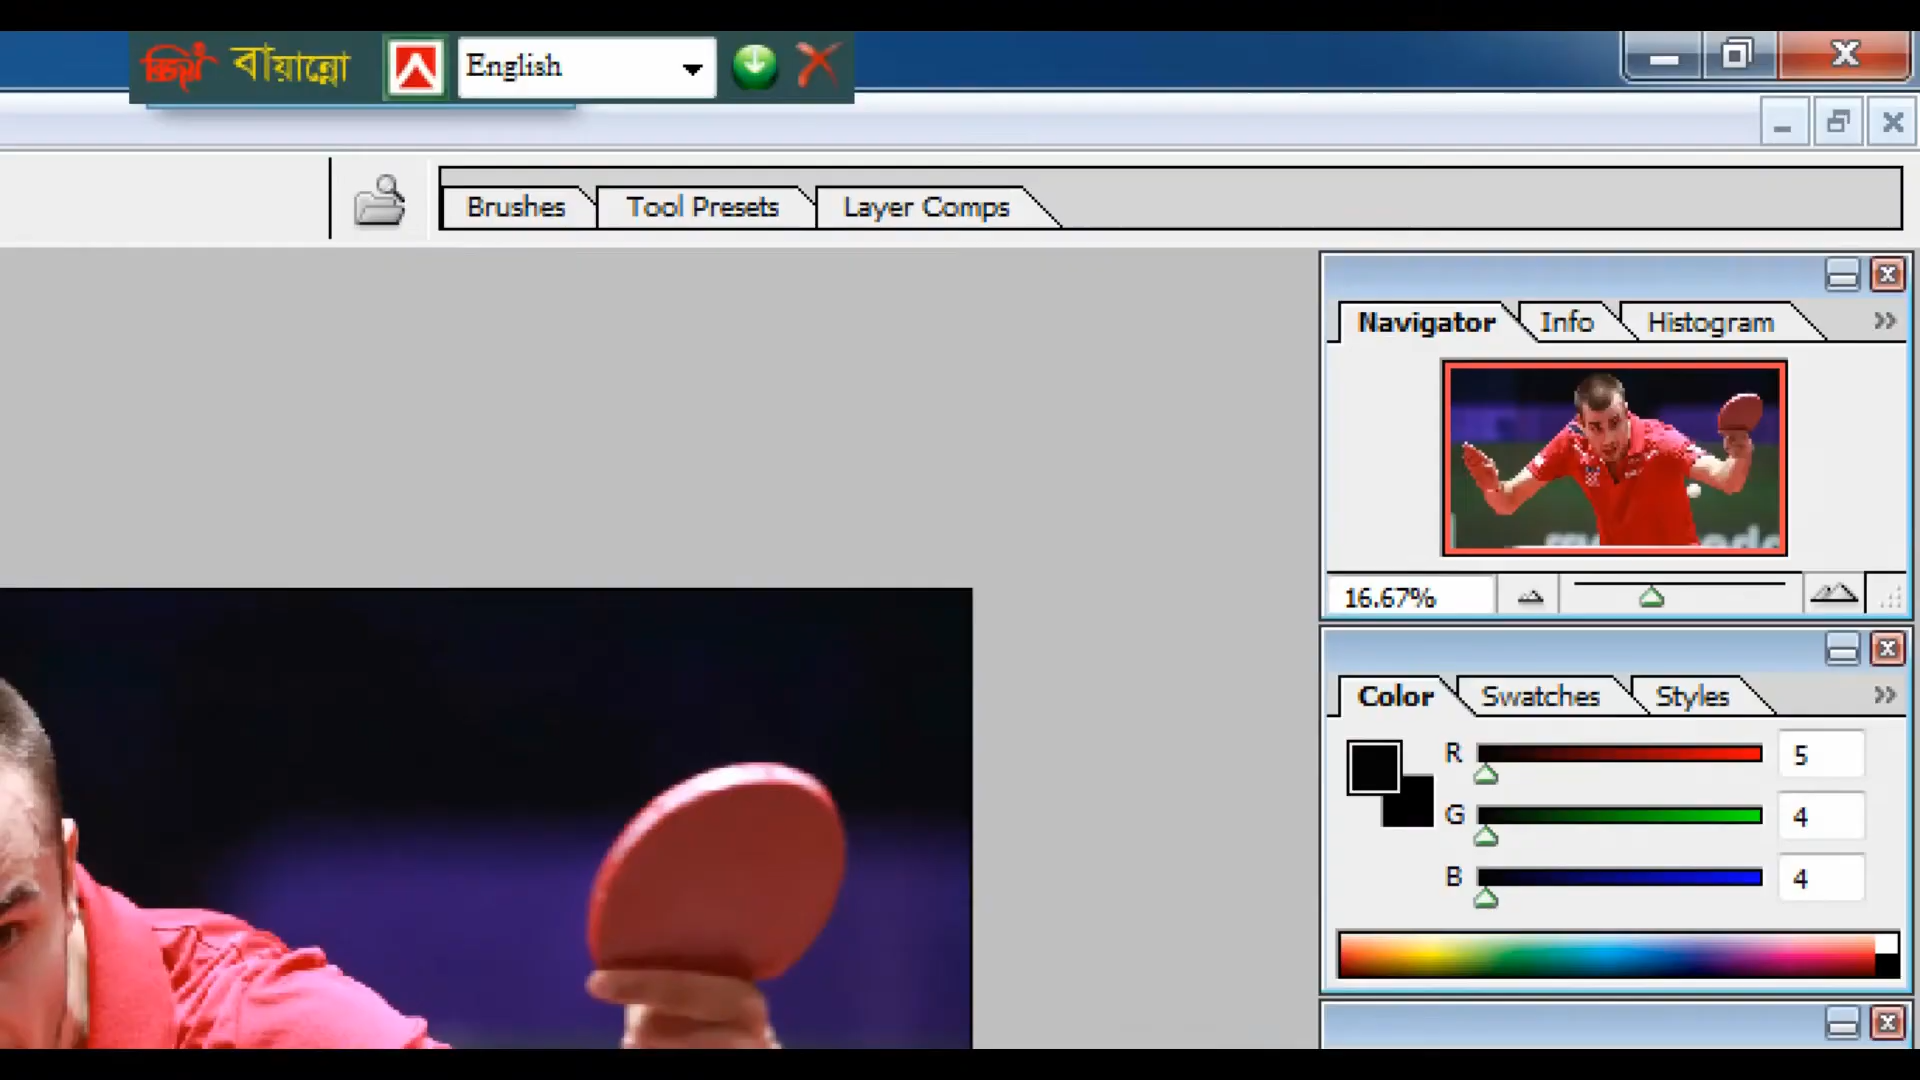 বিজয় বায়ান্নো English
Brushes Tool Presets Layer Comps
Navigator Info Histogram
16.67%
Color Swatches Styles
R 5
G 4
B 4